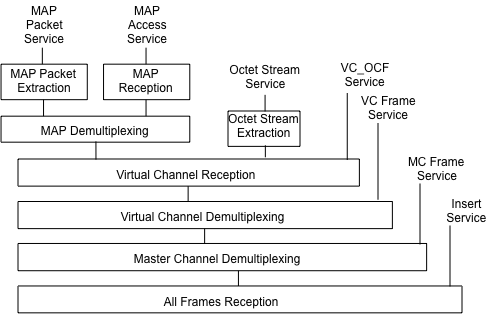 MAP
Packet
Service
MAP
Access
Service
MAP Packet
Extraction
MAP
Reception
Octet Stream
Service
VC_OCF
Service
VC Frame
Service
Octet Stream
Extraction
MAP Demultiplexing
MC Frame
Service
Virtual Channel Reception
Insert
Service
Virtual Channel Demultiplexing
Master Channel Demultiplexing
All Frames Reception